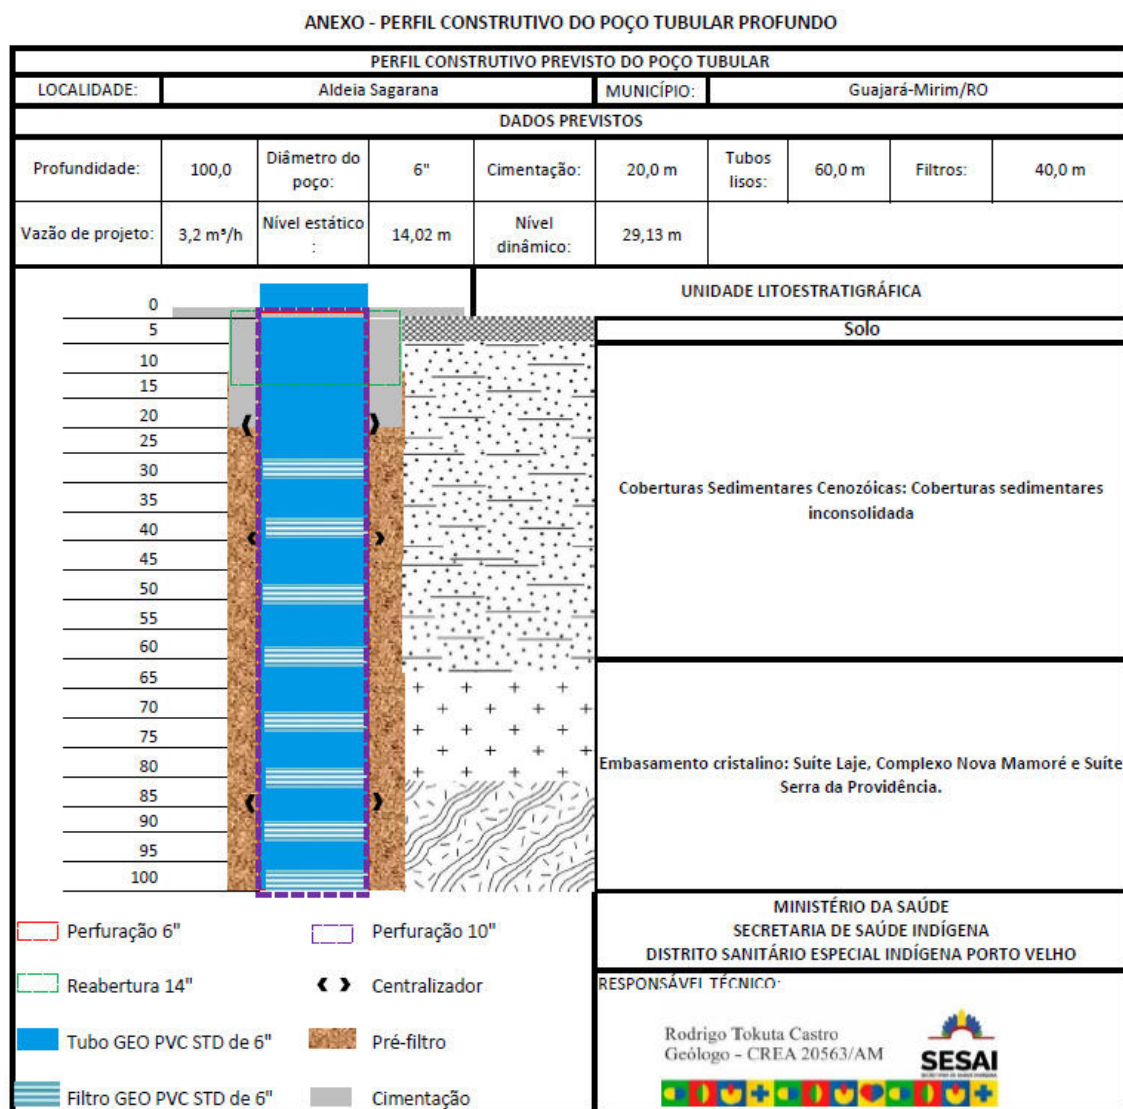 ANEXO - PERFIL CONSTRUTIVO DO POÇO TUBULAR PROFUNDO
PERFIL CONSTRUTIVO PREVISTO DO POÇO TUBULAR
LOCALIDADE: Aldeia Sagarana MUNICÍPIO: Guajará-Mirim/RO
DADOS PREVISTOS
Profundidade: 100,0 Diâmetro do poço: 6" Cimentação: 20,0 m Tubos lisos: 60,0 m Filtros: 40,0 m
Vazão de projeto: 3,2 m³/h Nível estático : 14,02 m Nível dinâmico: 29,13 m
UNIDADE LITOESTRATIGRÁFICA
0
5
10
15
20
25
30
35
40
45
50
55
60
65
70
75
80
85
90
95
100
Solo
Coberturas Sedimentares Cenozóicas: Coberturas sedimentares
inconsolidada
Embasamento cristalino: Suíte Laje, Complexo Nova Mamoré e Suíte
Serra da Providência.
Perfuração 6"
Perfuração 10"
Reabertura 14"
Centralizador
Tubo GEO PVC STD de 6"
Pré-filtro
Filtro GEO PVC STD de 6"
Cimentação
MINISTÉRIO DA SAÚDE
SECRETARIA DE SAÚDE INDÍGENA
DISTRITO SANITÁRIO ESPECIAL INDÍGENA PORTO VELHO
RESPONSÁVEL TÉCNICO:
Rodrigo Tokuta Castro
Geólogo - CREA 20563/AM
SESAI